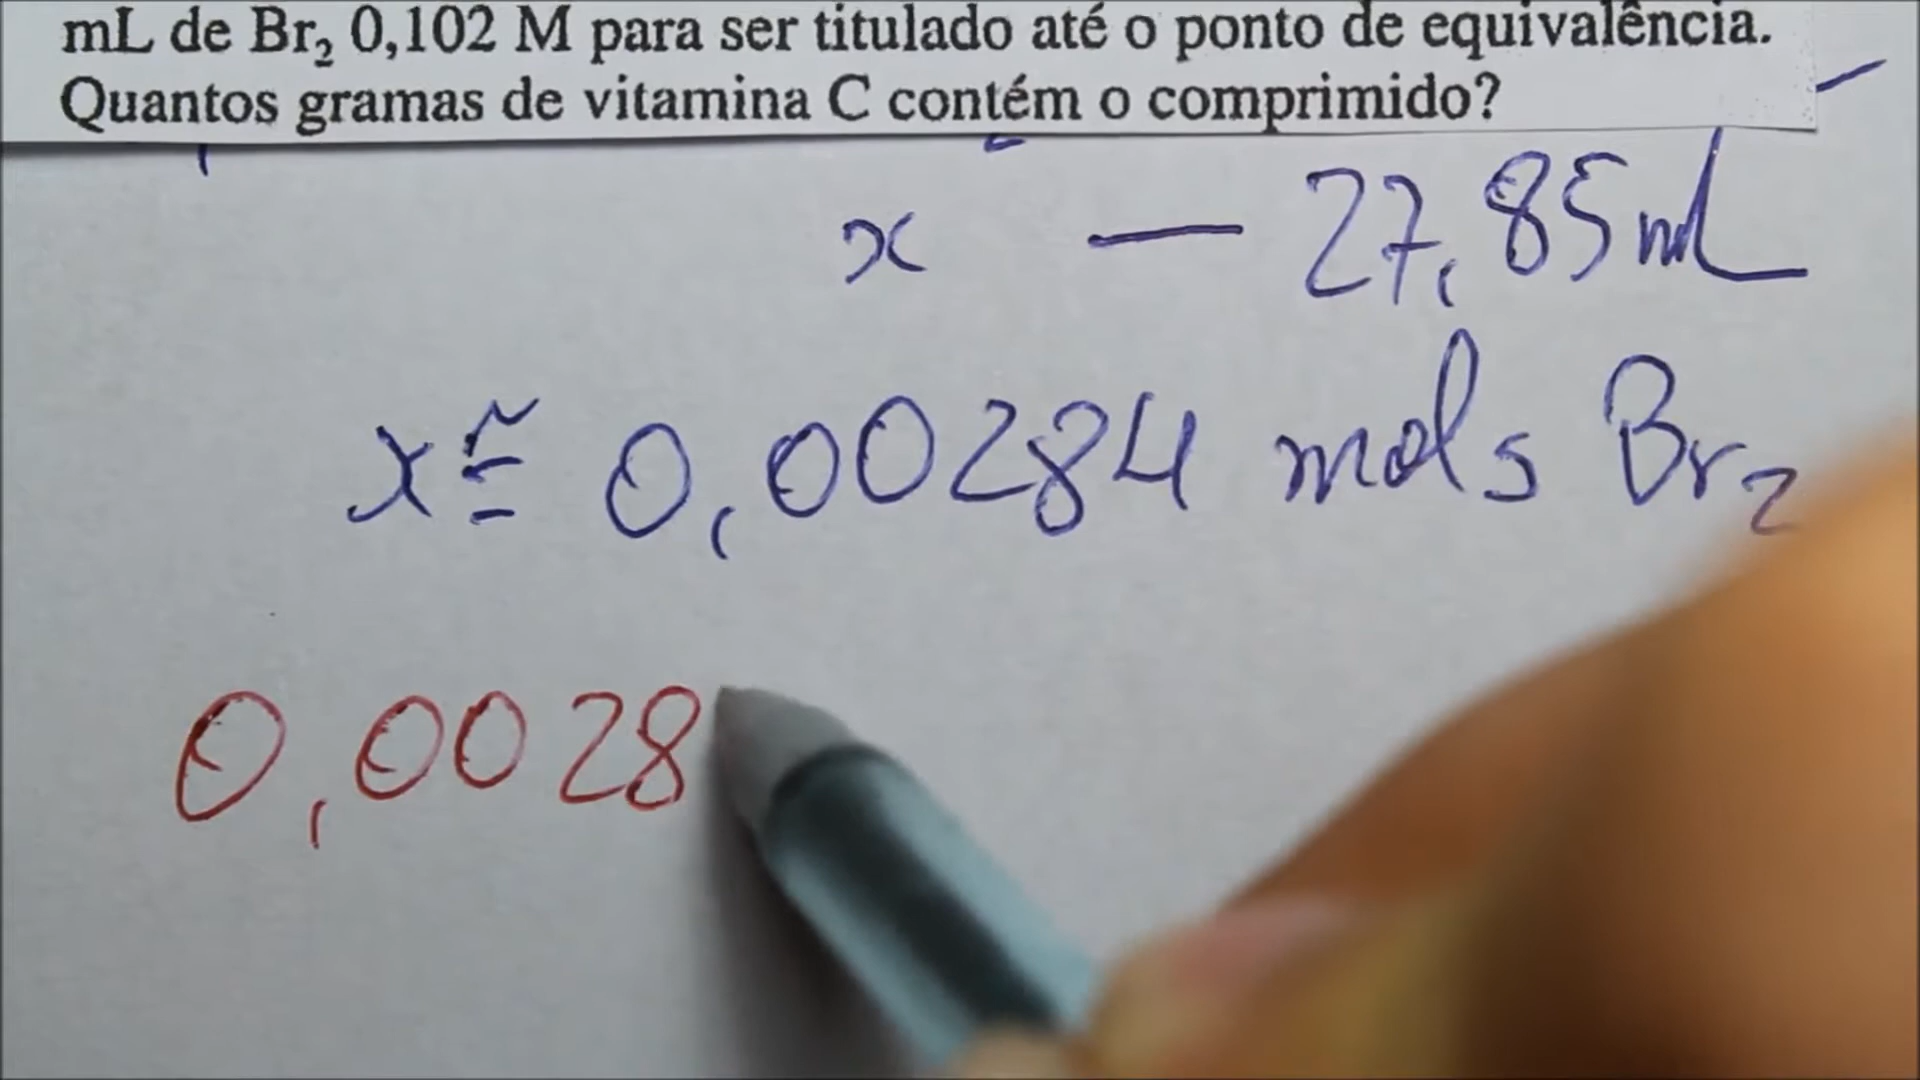 mL de Br₂ 0,102 M para ser titulado até o ponto de equivalência.
Quantos gramas de vitamina C contém o comprimido?
x — 27,85 mL
x ≅ 0,00284 mols Br₂
0,0028